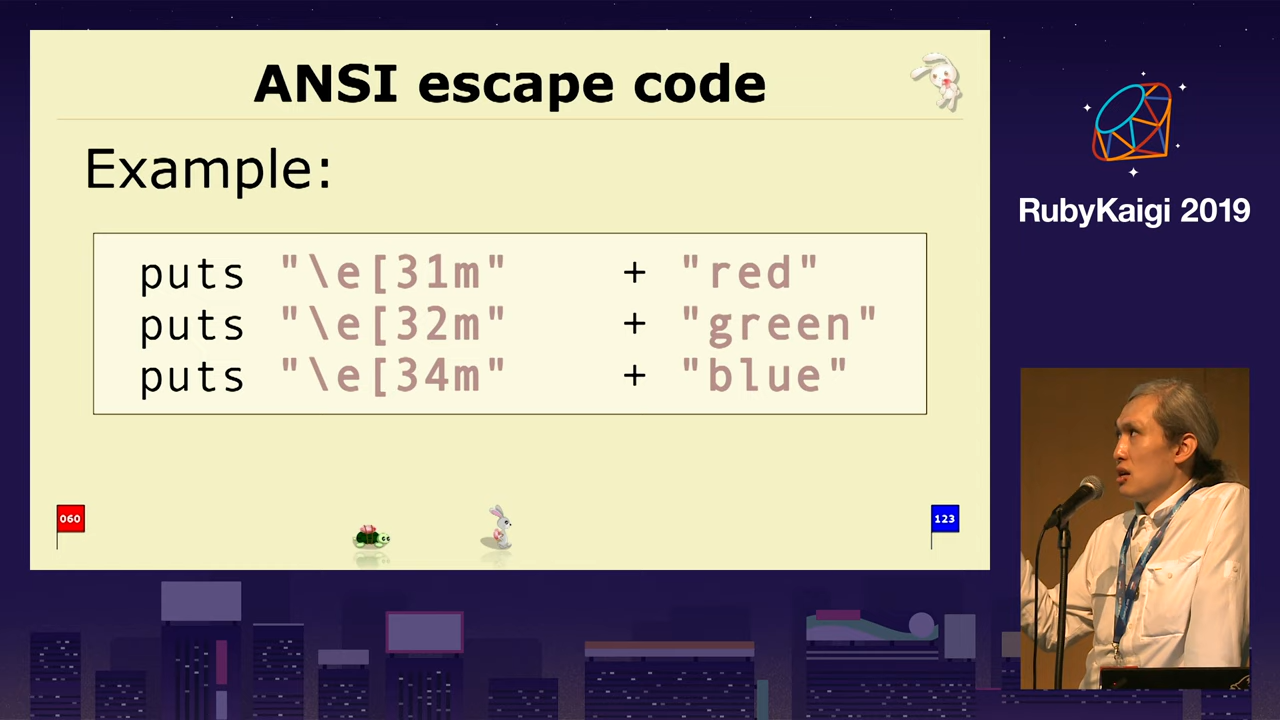 ANSI escape code
Example:
puts "\e[31m" + "red"
puts "\e[32m" + "green"
puts "\e[34m" + "blue"
060
123
RubyKaigi 2019